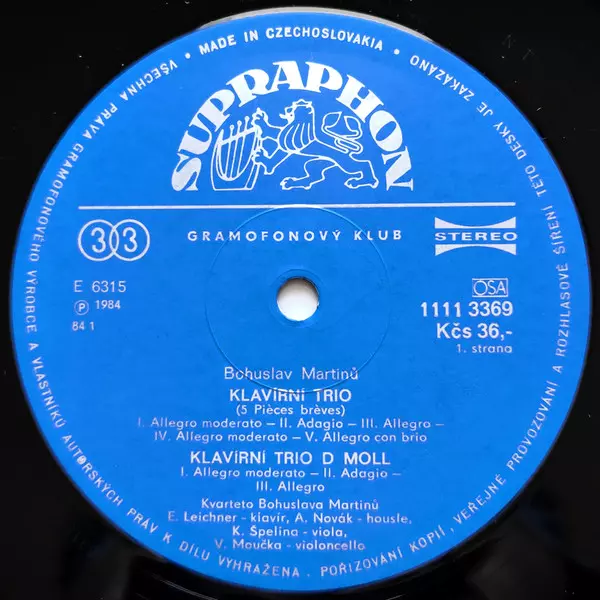 VŠECHNA PRÁVA GRAMOFONOVÉHO VÝROBCE A VLASTNÍKŮ AUTORSKÝCH PRÁV K DÍLU VYHRAŽENA. POŘIZOVÁNÍ KOPIÍ, VEŘEJNÉ PROVOZOVÁNÍ A ROZHLASOVÉ ŠÍŘENÍ TÉTO DESKY JE ZAKÁZÁNO • MADE IN CZECHOSLOVAKIA •
SUPRAPHON
33
GRAMOFONOVÝ KLUB
STEREO
E 6315
Ⓟ 1984
84 1
OSA
1111 3369
Kčs 36,-
1. strana
Bohuslav Martinů
KLAVÍRNÍ TRIO
(5 Pièces brèves)
I. Allegro moderato – II. Adagio – III. Allegro –
IV. Allegro moderato – V. Allegro con brio
KLAVÍRNÍ TRIO D MOLL
I. Allegro moderato – II. Adagio –
III. Allegro
Kvarteto Bohuslava Martinů
E. Leichner - klavír, A. Novák - housle,
K. Špelina - viola,
V. Moučka - violoncello